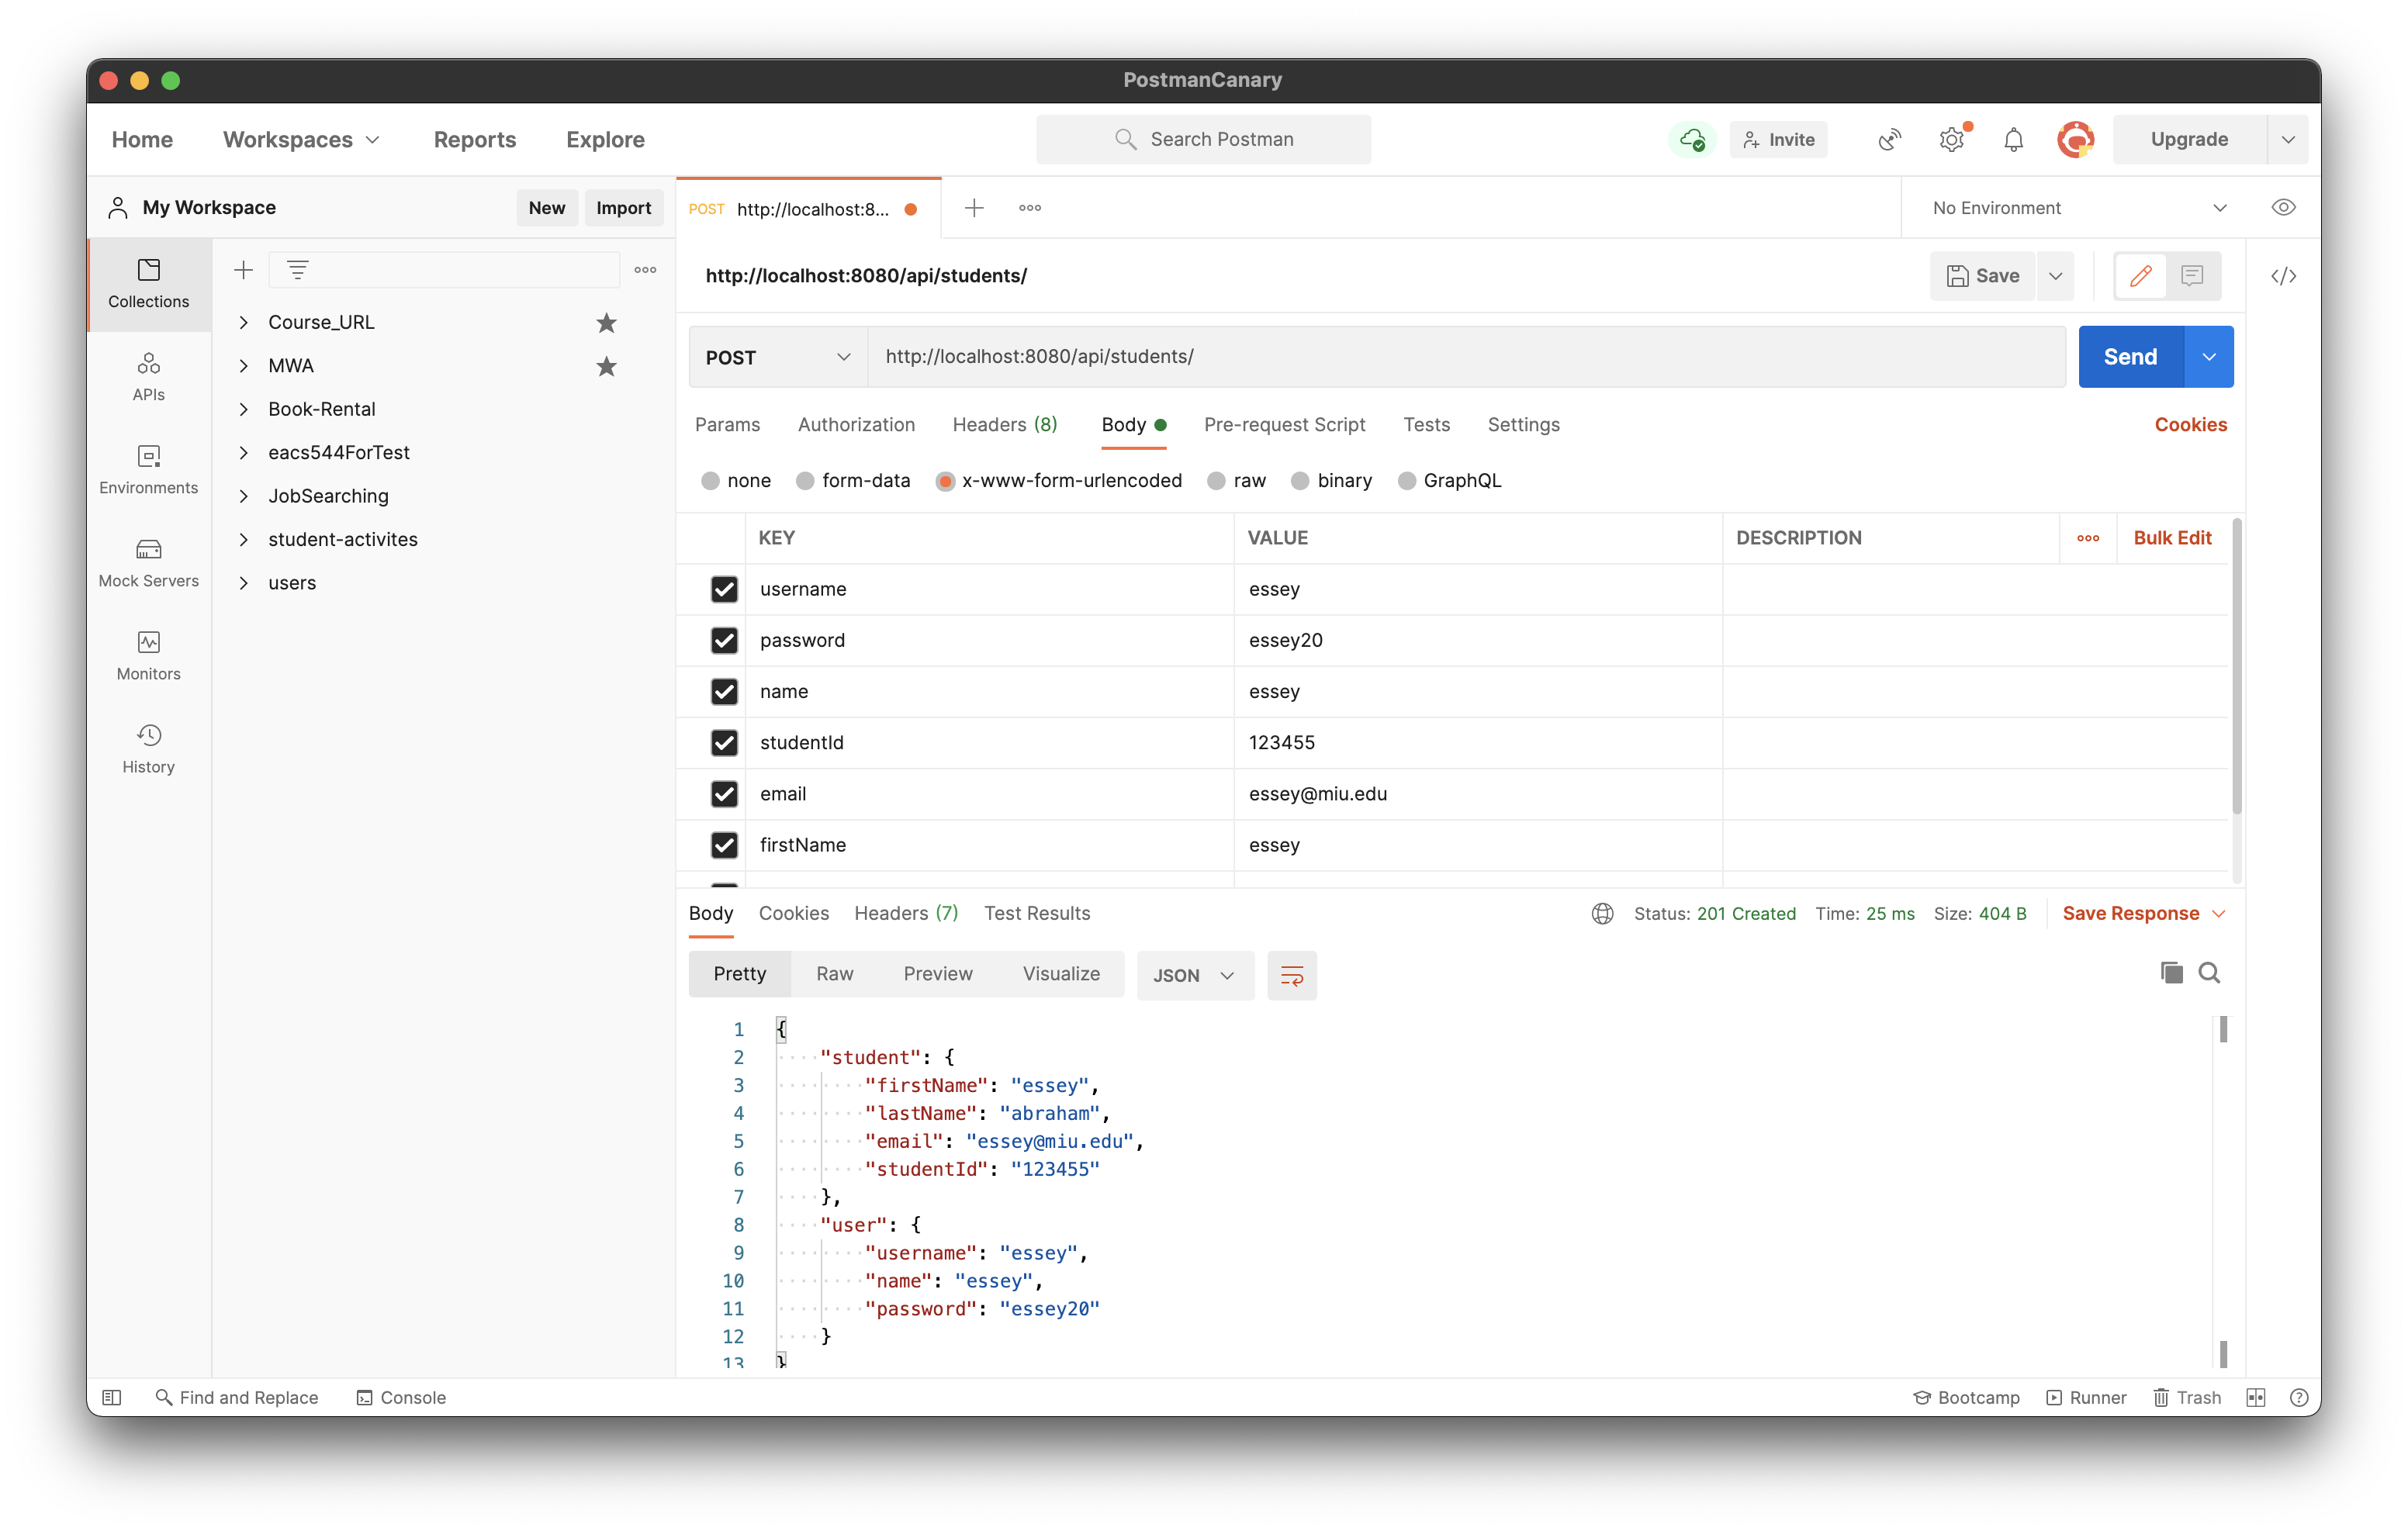 PostmanCanary
Home Workspaces Reports Explore Search Postman Invite Upgrade
My Workspace New Import POST http://localhost:8... No Environment
http://localhost:8080/api/students/ Save
Collections
APIs
Environments
Mock Servers
Monitors
History
Course_URL
MWA
Book-Rental
eacs544ForTest
JobSearching
student-activites
users
POST http://localhost:8080/api/students/ Send
Params Authorization Headers (8) Body Pre-request Script Tests Settings Cookies
none form-data x-www-form-urlencoded raw binary GraphQL
KEY VALUE DESCRIPTION Bulk Edit
username essey
password essey20
name essey
studentId 123455
email essey@miu.edu
firstName essey
Body Cookies Headers (7) Test Results Status: 201 Created Time: 25 ms Size: 404 B Save Response
Pretty Raw Preview Visualize JSON
1 {
2 "student": {
3 "firstName": "essey",
4 "lastName": "abraham",
5 "email": "essey@miu.edu",
6 "studentId": "123455"
7 },
8 "user": {
9 "username": "essey",
10 "name": "essey",
11 "password": "essey20"
12 }
13 }
Find and Replace Console Bootcamp Runner Trash